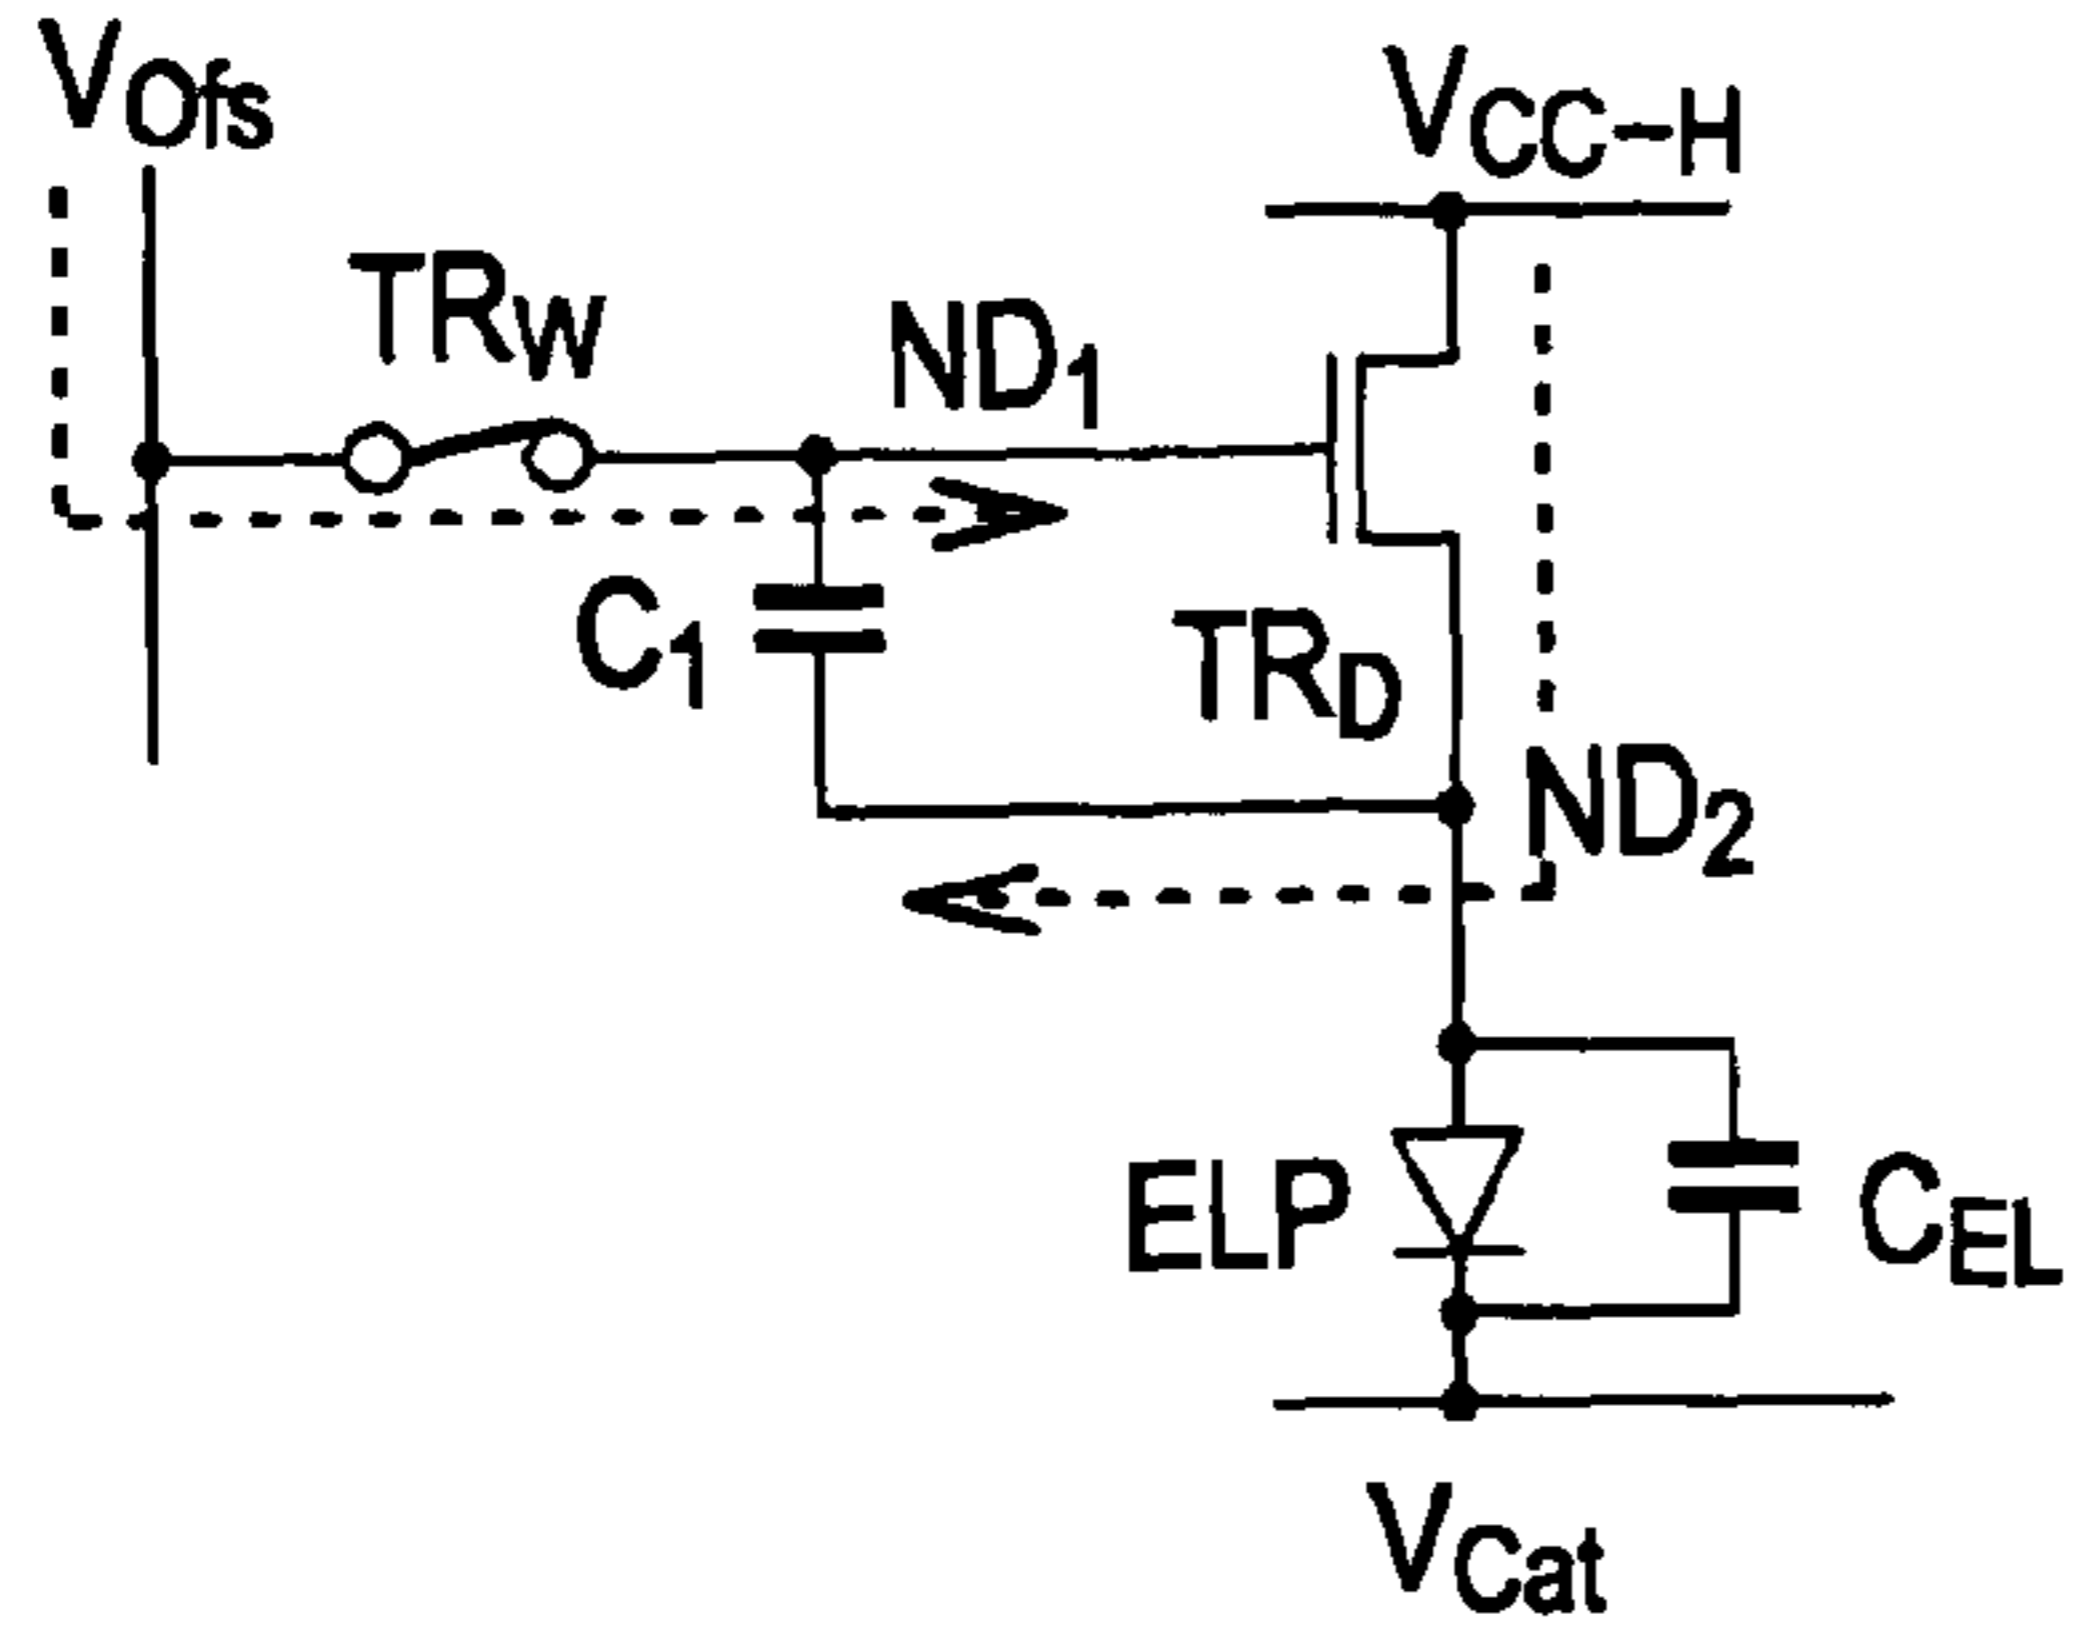 VOfs
VCC-H
TRW
ND1
C1
TRD
ND2
ELP
CEL
VCat